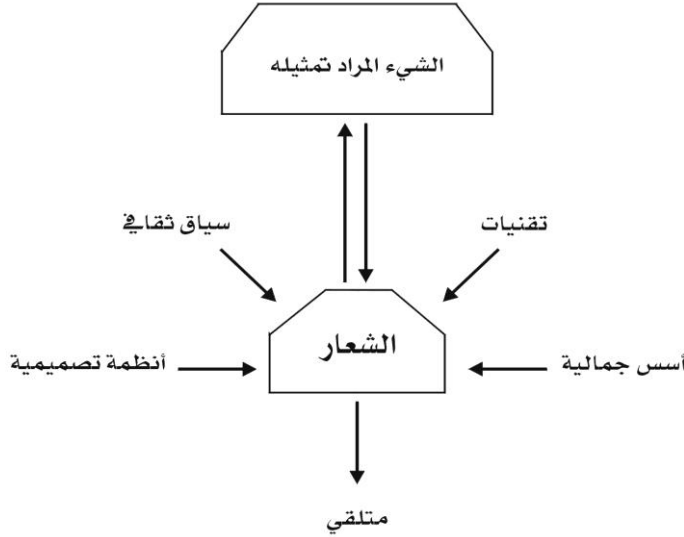 الشيء المراد تمثيله
تقنيات
سياق ثقافي
الشعار
أسس جمالية
أنظمة تصميمية
متلقي